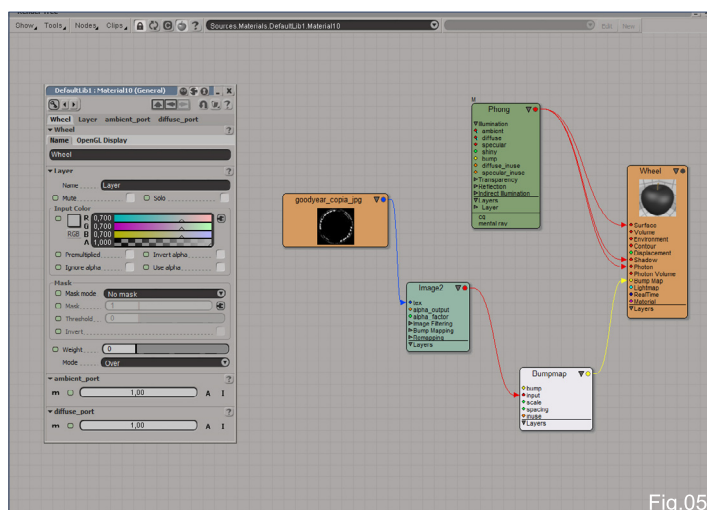 Show Tools Nodes Clips Sources.Materials.DefaultLib1.Material10 Edit New
DefaultLib1 : Material10 (General)
Wheel Layer ambient_port diffuse_port
Wheel
Name OpenGL Display
Wheel
Layer
Name Layer
Mute Solo
Input Color
R 0,700
G 0,700
RGB B 0,700
A 1,000
Premultiplied Invert alpha
Ignore alpha Use alpha
Mask
Mask mode No mask
Mask 1
Threshold 0
Invert
Weight 0
Mode Over
ambient_port
m 1,00 A I
diffuse_port
m 1,00 A I
goodyear_copia_jpg
Image2
tex
alpha_output
alpha_factor
Image Filtering
Bump Mapping
Remapping
Layers
M
Phong
Illumination
ambient
diffuse
specular
shiny
bump
diffuse_inuse
specular_inuse
Transparency
Reflection
Indirect Illumination
Layers
Layer
cg
mental ray
Dumpmap
bump
input
scale
spacing
inuse
Layers
Wheel
Surface
Volume
Environment
Contour
Displacement
Shadow
Photon
Photon Volume
Bump Map
Lightmap
RealTime
Material
Layers
Fig.05